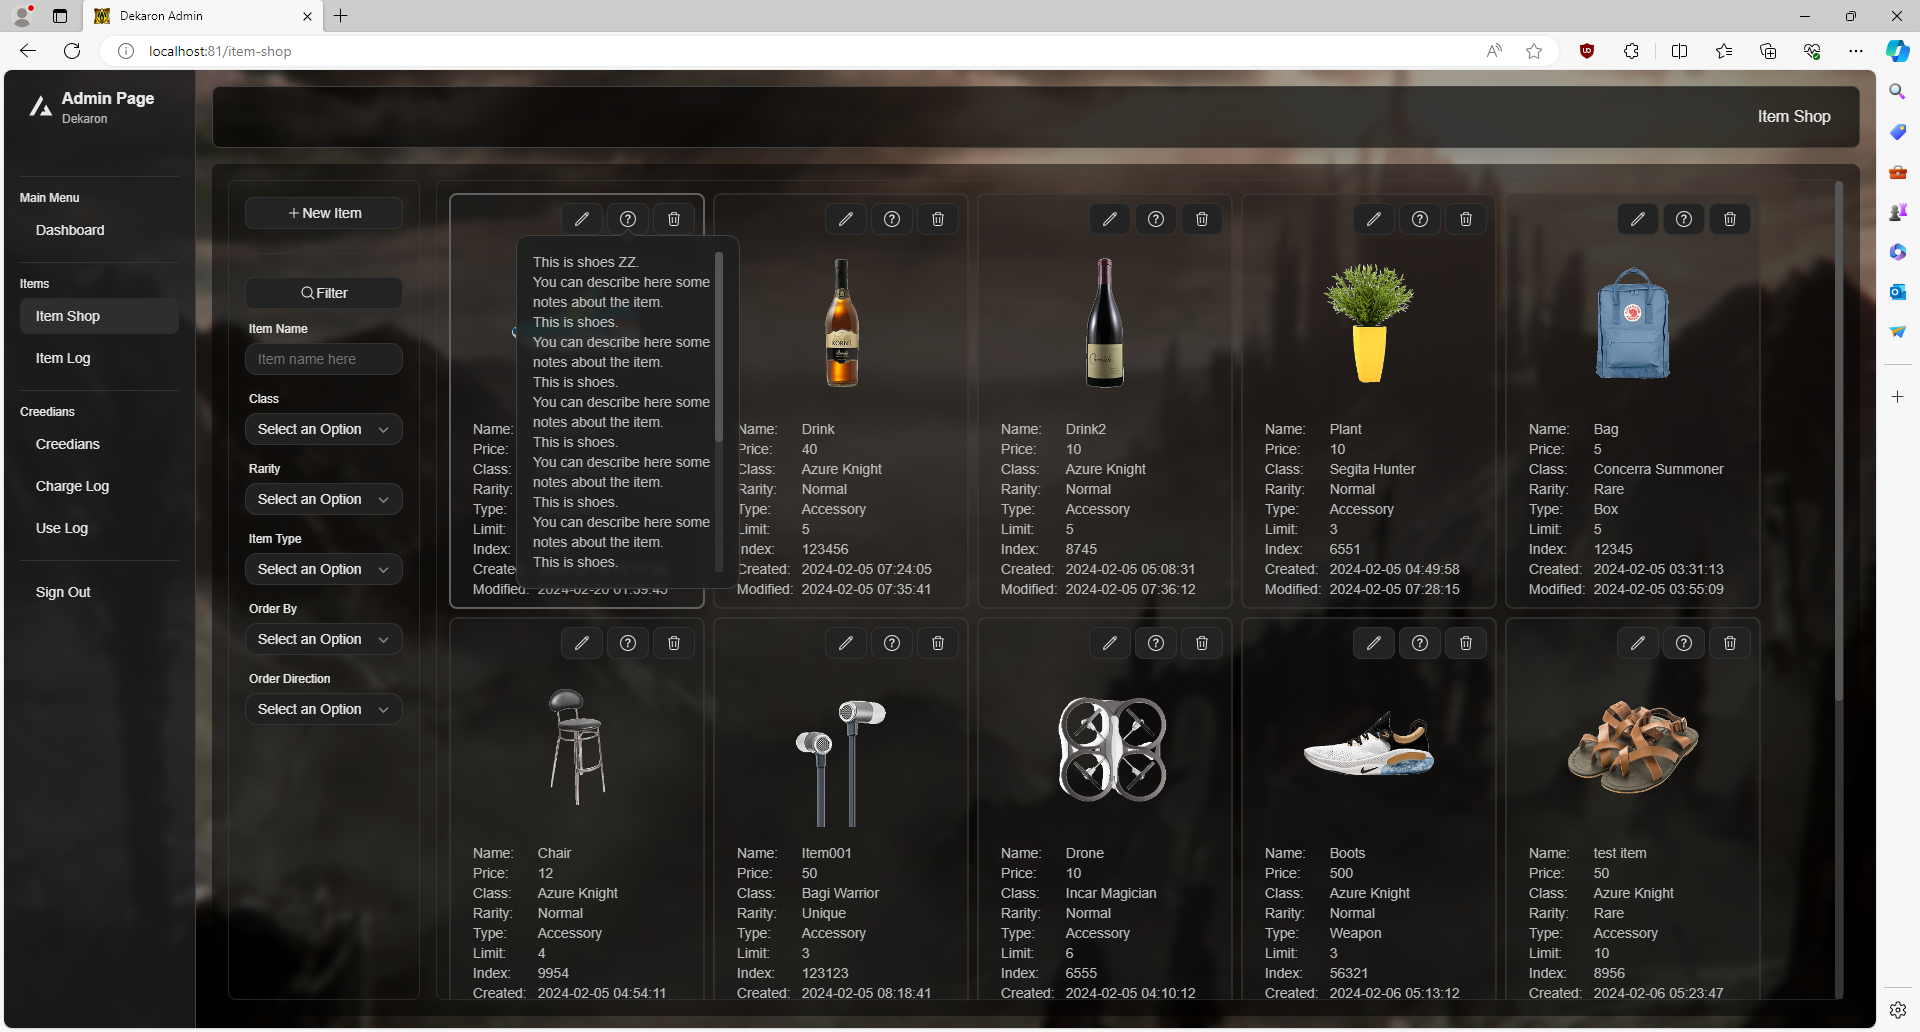 Dekaron Admin
localhost:81/item-shop
Admin Page
Dekaron
Main Menu
Dashboard
Items
Item Shop
Item Log
Creedians
Creedians
Charge Log
Use Log
Sign Out
Item Shop
New Item
Filter
Item Name
Item name here
Class
Select an Option
Rarity
Select an Option
Item Type
Select an Option
Order By
Select an Option
Order Direction
Select an Option
This is shoes ZZ.
You can describe here some
notes about the item.
This is shoes.
You can describe here some
notes about the item.
This is shoes.
You can describe here some
notes about the item.
This is shoes.
You can describe here some
notes about the item.
This is shoes.
You can describe here some
notes about the item.
This is shoes.
Name:
Price:
Class:
Rarity:
Type:
Limit:
Index:
Created:
Modified: 2024-02-20 01:39:45
Name: Drink
Price: 40
Class: Azure Knight
Rarity: Normal
Type: Accessory
Limit: 5
Index: 123456
Created: 2024-02-05 07:24:05
Modified: 2024-02-05 07:35:41
Name: Drink2
Price: 10
Class: Azure Knight
Rarity: Normal
Type: Accessory
Limit: 5
Index: 8745
Created: 2024-02-05 05:08:31
Modified: 2024-02-05 07:36:12
Name: Plant
Price: 10
Class: Segita Hunter
Rarity: Normal
Type: Accessory
Limit: 3
Index: 6551
Created: 2024-02-05 04:49:58
Modified: 2024-02-05 07:28:15
Name: Bag
Price: 5
Class: Concerra Summoner
Rarity: Rare
Type: Box
Limit: 5
Index: 12345
Created: 2024-02-05 03:31:13
Modified: 2024-02-05 03:55:09
Name: Chair
Price: 12
Class: Azure Knight
Rarity: Normal
Type: Accessory
Limit: 4
Index: 9954
Created: 2024-02-05 04:54:11
Name: Item001
Price: 50
Class: Bagi Warrior
Rarity: Unique
Type: Accessory
Limit: 3
Index: 123123
Created: 2024-02-05 08:18:41
Name: Drone
Price: 10
Class: Incar Magician
Rarity: Normal
Type: Accessory
Limit: 6
Index: 6555
Created: 2024-02-05 04:10:12
Name: Boots
Price: 500
Class: Azure Knight
Rarity: Normal
Type: Weapon
Limit: 3
Index: 56321
Created: 2024-02-06 05:13:12
Name: test item
Price: 50
Class: Azure Knight
Rarity: Rare
Type: Accessory
Limit: 10
Index: 8956
Created: 2024-02-06 05:23:47